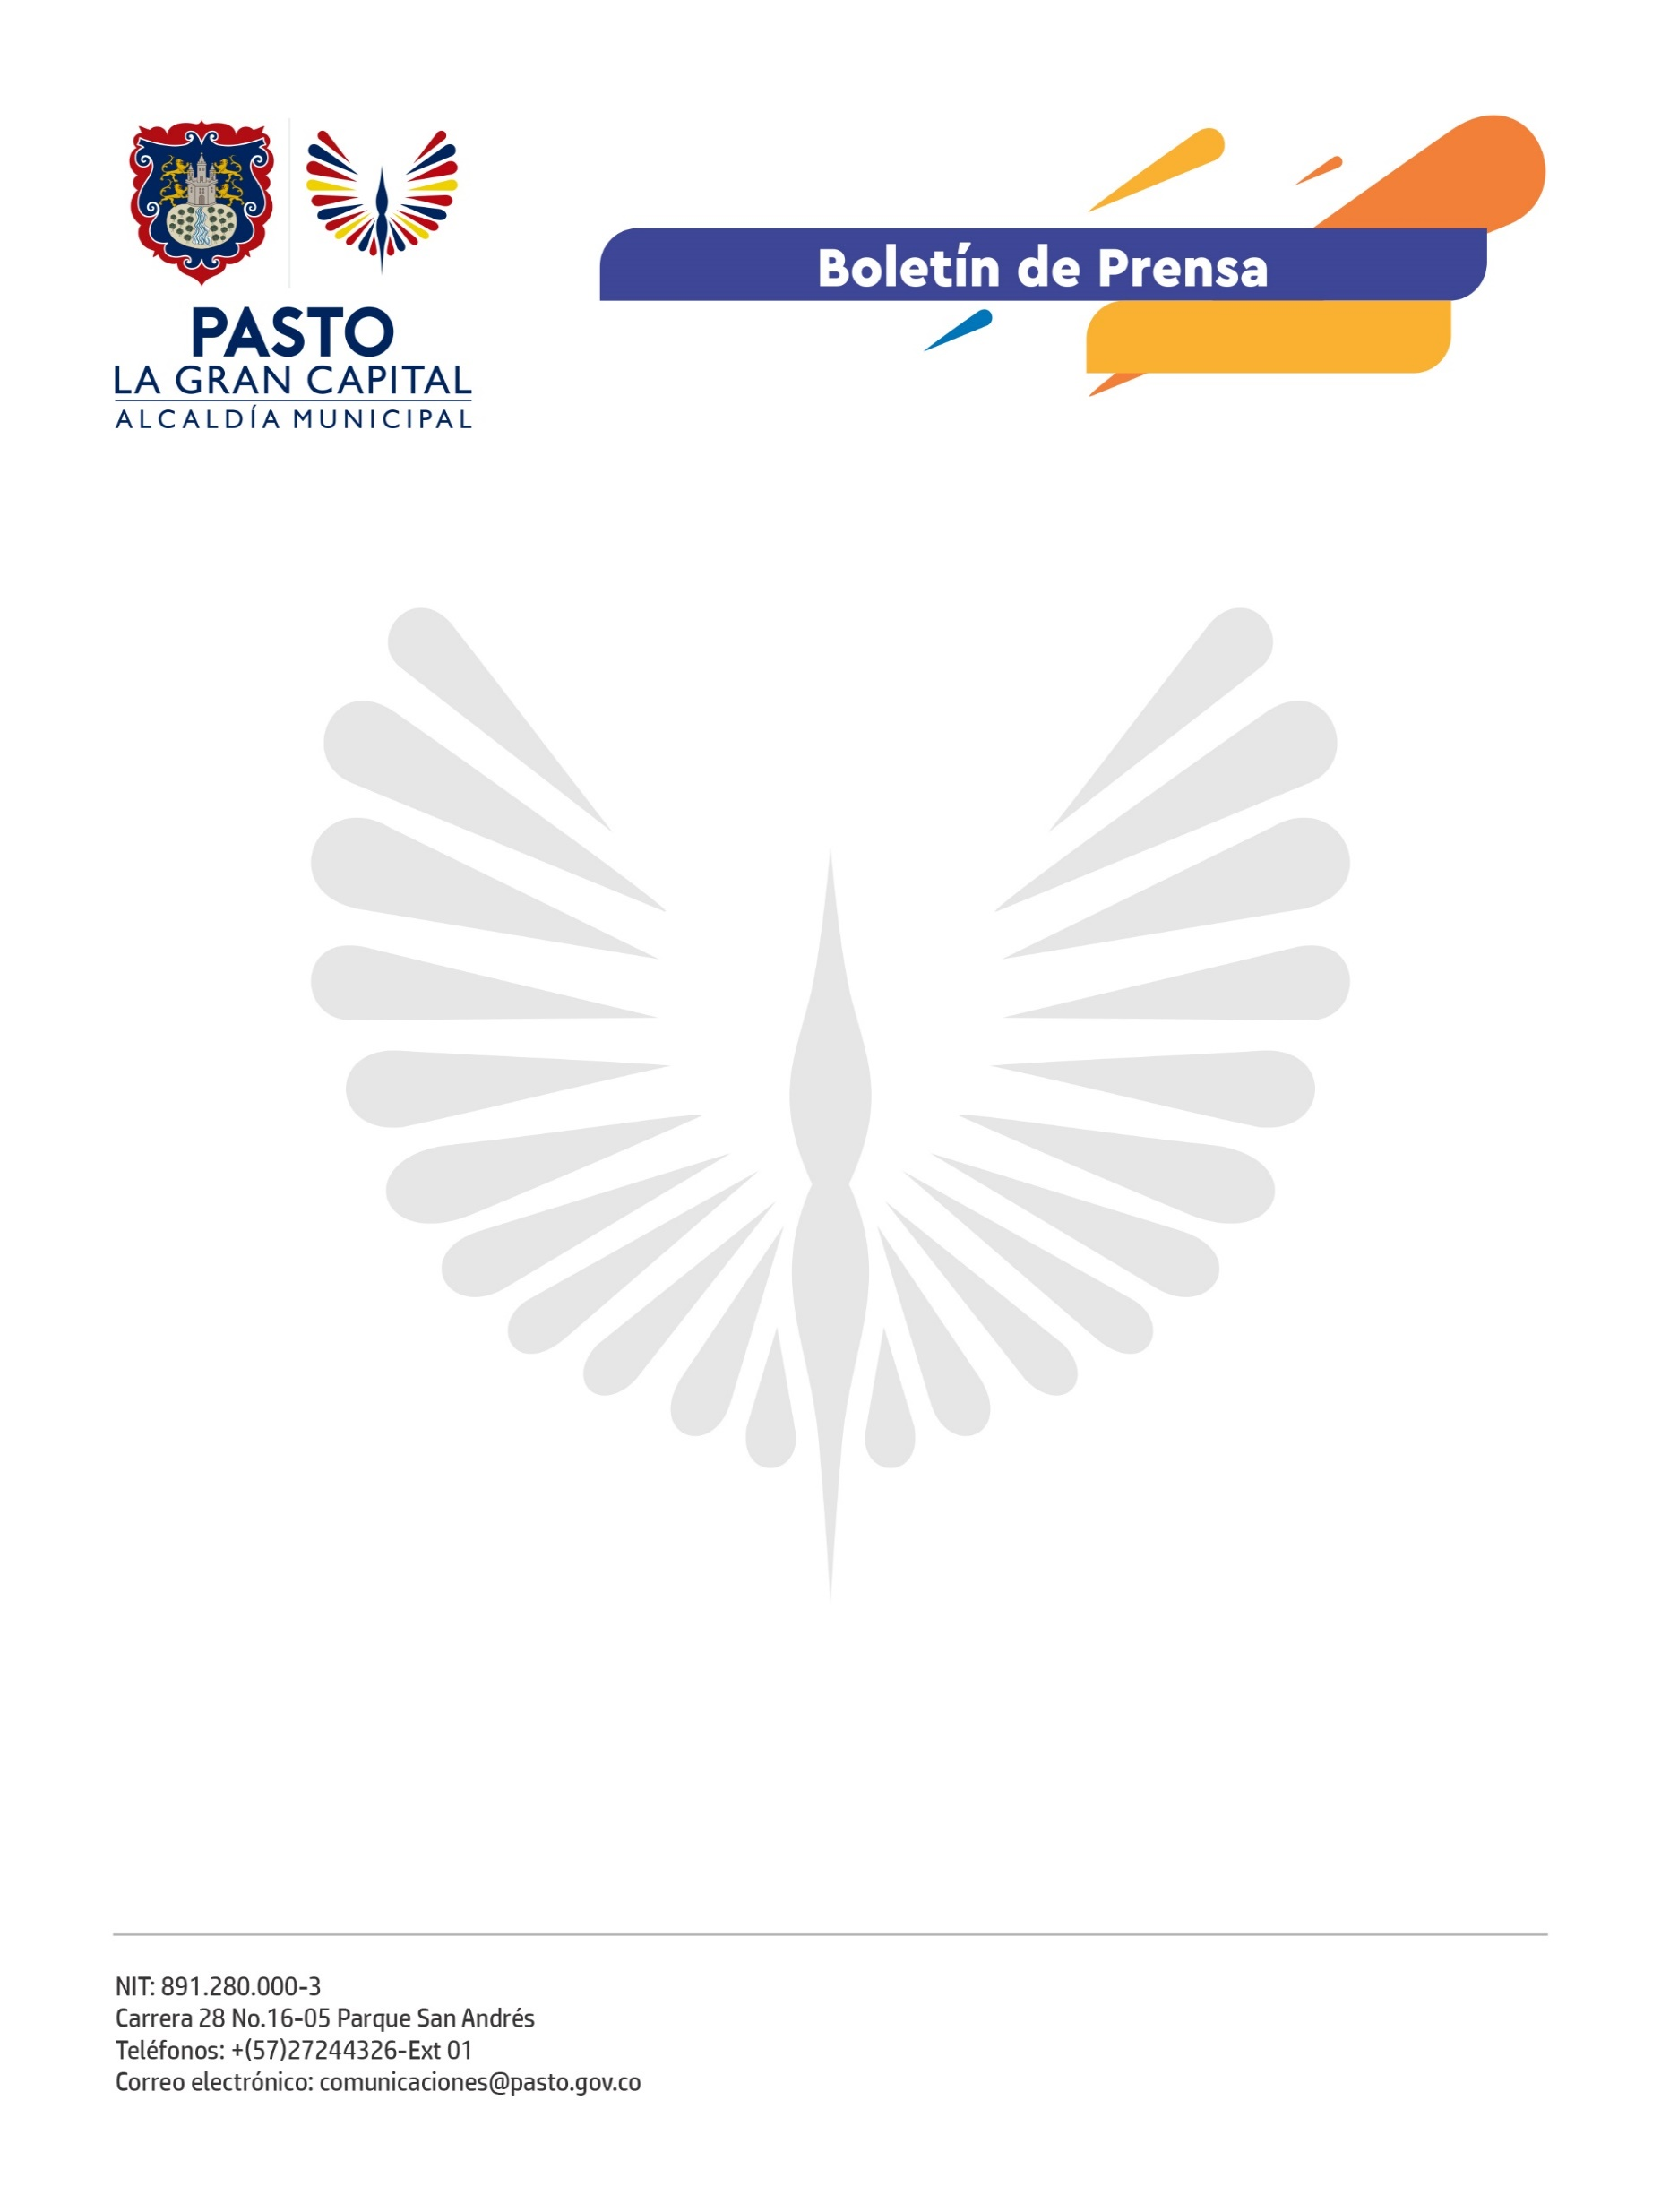 PASTO
LA GRAN CAPITAL
ALCALDÍA MUNICIPAL
Boletín de Prensa
NIT: 891.280.000-3
Carrera 28 No.16-05 Parque San Andrés
Teléfonos: +(57)27244326-Ext 01
Correo electrónico: comunicaciones@pasto.gov.co